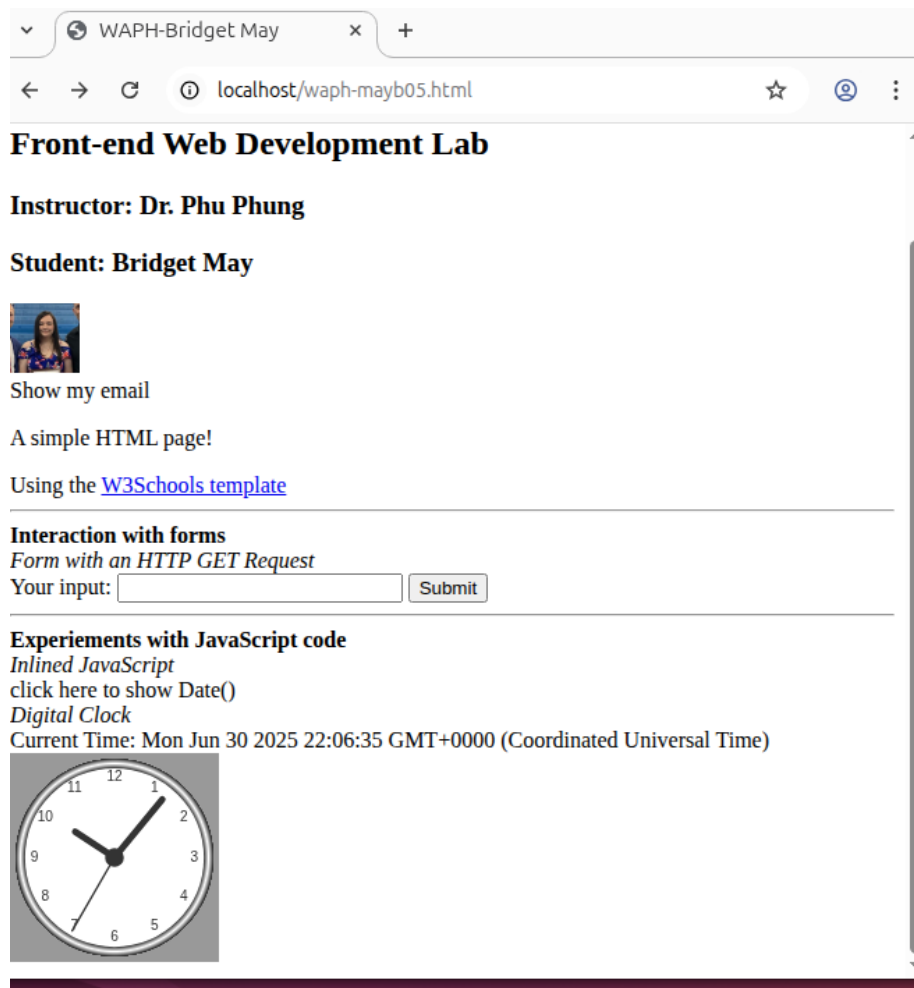 WAPH-Bridget May
localhost/waph-mayb05.html
Front-end Web Development Lab
Instructor: Dr. Phu Phung
Student: Bridget May
Show my email
A simple HTML page!
Using the W3Schools template
Interaction with forms
Form with an HTTP GET Request
Your input: Submit
Experiements with JavaScript code
Inlined JavaScript
click here to show Date()
Digital Clock
Current Time: Mon Jun 30 2025 22:06:35 GMT+0000 (Coordinated Universal Time)
12
11 1
10 2
9 3
8 4
7 5
6